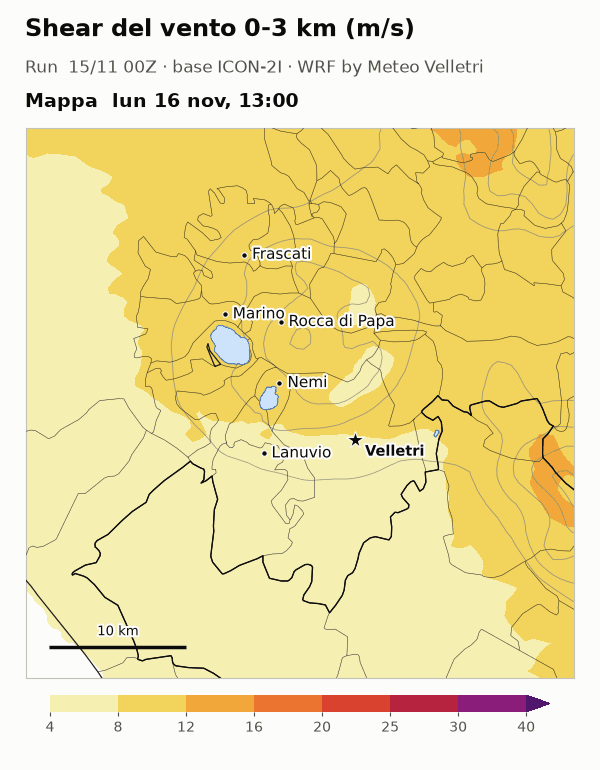 Shear del vento 0-3 km (m/s)
Run  15/11 00Z · base ICON-2I · WRF by Meteo Velletri
Mappa  lun 16 nov, 13:00
Frascati
Marino
Rocca di Papa
Nemi
Velletri
Lanuvio
10 km
4 8 12 16 20 25 30 40